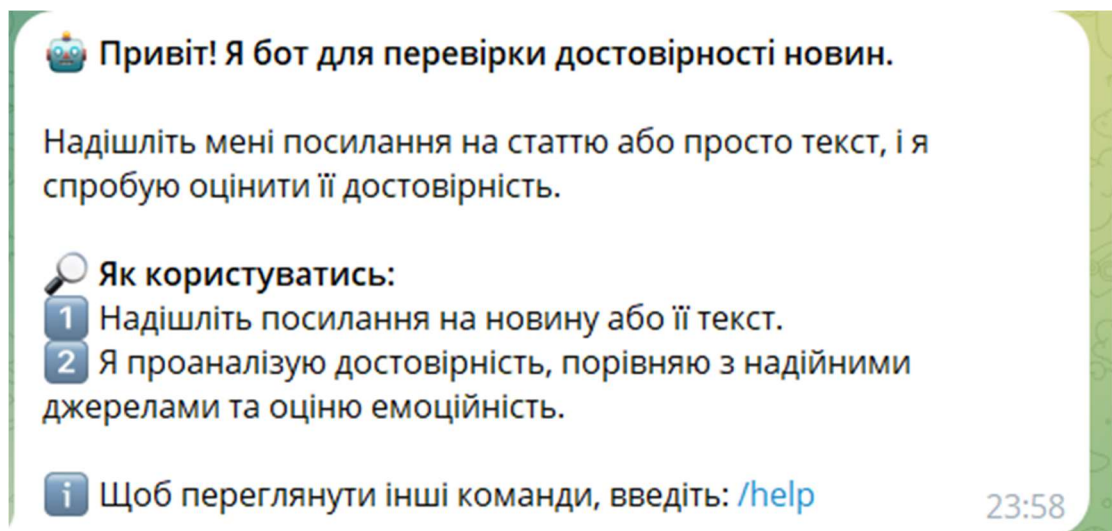 🤖 Привіт! Я бот для перевірки достовірності новин.
Надішліть мені посилання на статтю або просто текст, і я
спробую оцінити її достовірність.
🔎 Як користуватись:
1️⃣ Надішліть посилання на новину або її текст.
2️⃣ Я проаналізую достовірність, порівняю з надійними
джерелами та оціню емоційність.
ℹ️ Щоб переглянути інші команди, введіть: /help
23:58